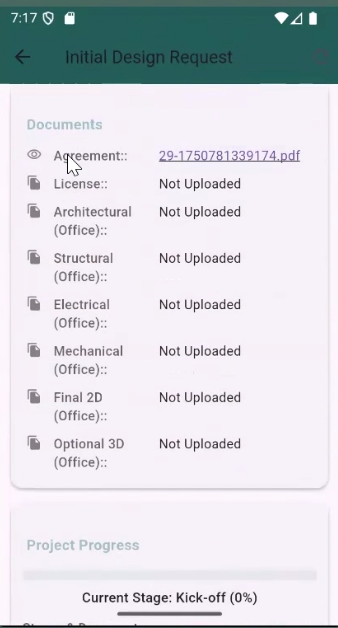 7:17
Initial Design Request
Documents
Agreement:: 29-1750781339174.pdf
License:: Not Uploaded
Architectural (Office):: Not Uploaded
Structural (Office):: Not Uploaded
Electrical (Office):: Not Uploaded
Mechanical (Office):: Not Uploaded
Final 2D (Office):: Not Uploaded
Optional 3D (Office):: Not Uploaded
Project Progress
Current Stage: Kick-off (0%)